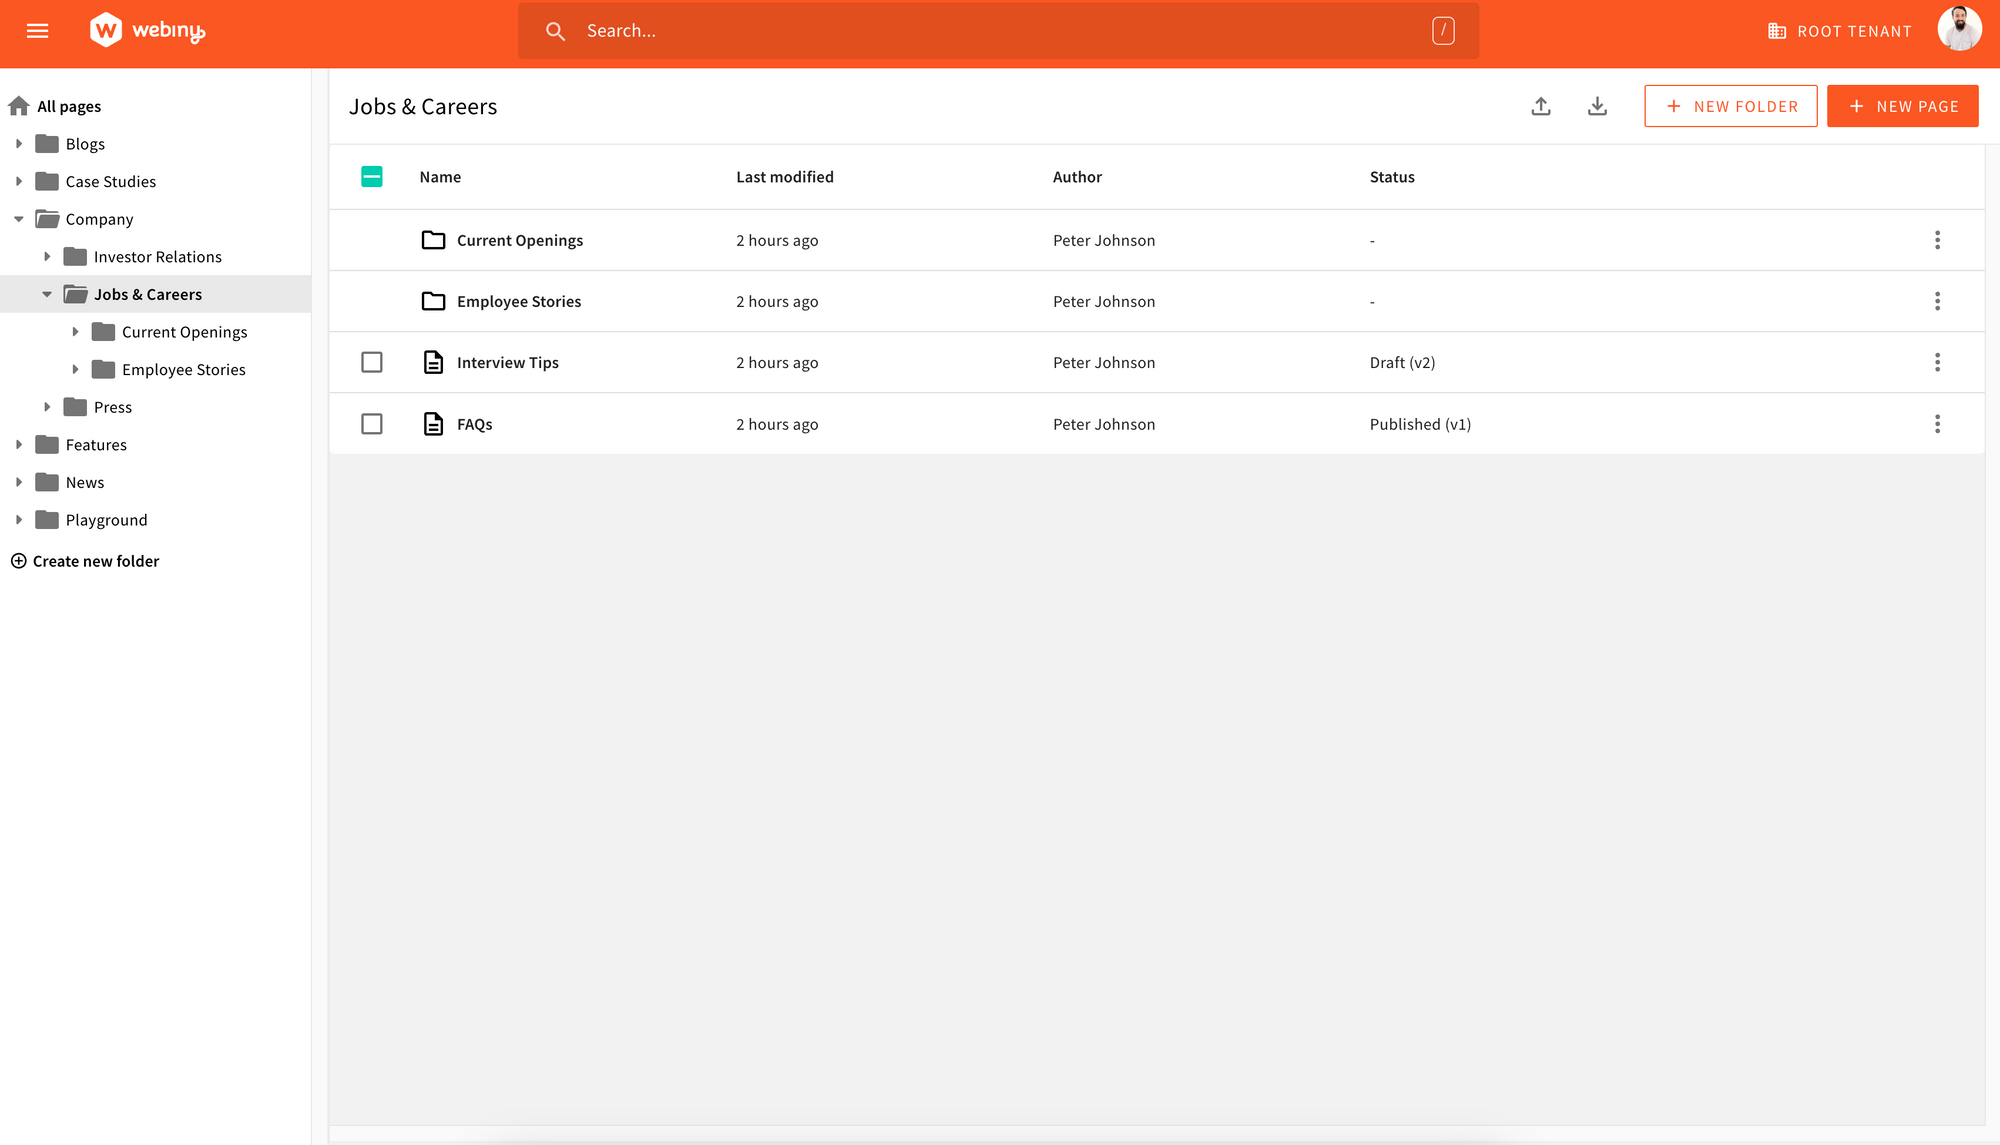 webiny
Search...
/
ROOT TENANT
All pages
Blogs
Case Studies
Company
Investor Relations
Jobs & Careers
Current Openings
Employee Stories
Press
Features
News
Playground
Create new folder
Jobs & Careers
+ NEW FOLDER
+ NEW PAGE
Name Last modified Author Status
Current Openings 2 hours ago Peter Johnson -
Employee Stories 2 hours ago Peter Johnson -
Interview Tips 2 hours ago Peter Johnson Draft (v2)
FAQs 2 hours ago Peter Johnson Published (v1)